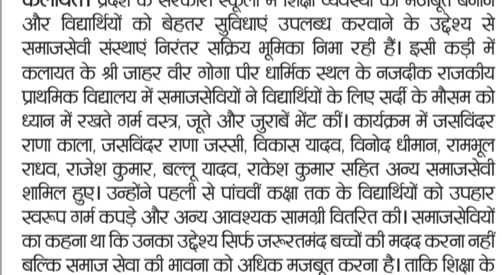 कलायत। प्रदेश के सरकारी स्कूलों में शिक्षा व्यवस्था को मजबूत बनाने
और विद्यार्थियों को बेहतर सुविधाएं उपलब्ध करवाने के उद्देश्य से
समाजसेवी संस्थाएं निरंतर सक्रिय भूमिका निभा रही हैं। इसी कड़ी में
कलायत के श्री जाहर वीर गोगा पीर धार्मिक स्थल के नजदीक राजकीय
प्राथमिक विद्यालय में समाजसेवियों ने विद्यार्थियों के लिए सर्दी के मौसम को
ध्यान में रखते गर्म वस्त्र, जूते और जुराबें भेंट कीं। कार्यक्रम में जसविंदर
राणा काला, जसविंदर राणा जस्सी, विकास यादव, विनोद धीमान, रामभूल
राधव, राजेश कुमार, बल्लू यादव, राकेश कुमार सहित अन्य समाजसेवी
शामिल हुए। उन्होंने पहली से पांचवीं कक्षा तक के विद्यार्थियों को उपहार
स्वरूप गर्म कपड़े और अन्य आवश्यक सामग्री वितरित की। समाजसेवियों
का कहना था कि उनका उद्देश्य सिर्फ जरूरतमंद बच्चों की मदद करना नहीं
बल्कि समाज सेवा की भावना को अधिक मजबूत करना है। ताकि शिक्षा के